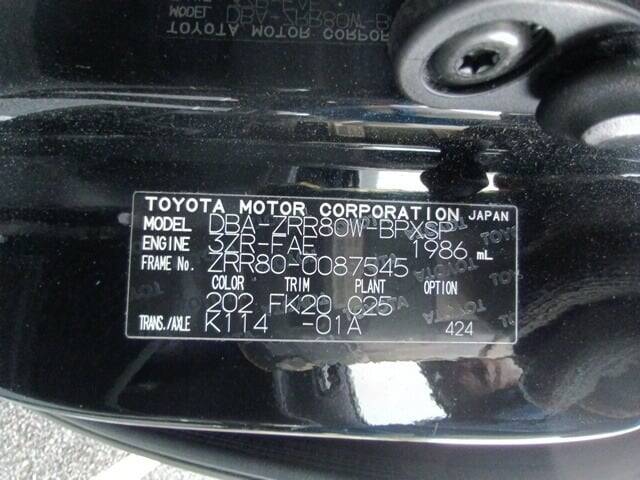 TOYOTA MOTOR CORPORATION JAPAN
MODEL DBA-ZRR80W-BPXSP
ENGINE 3ZR-FAE 1986 mL
FRAME No. ZRR80-0087545
COLOR TRIM PLANT OPTION
202 FK20 C25
TRANS./AXLE K114 -01A 424